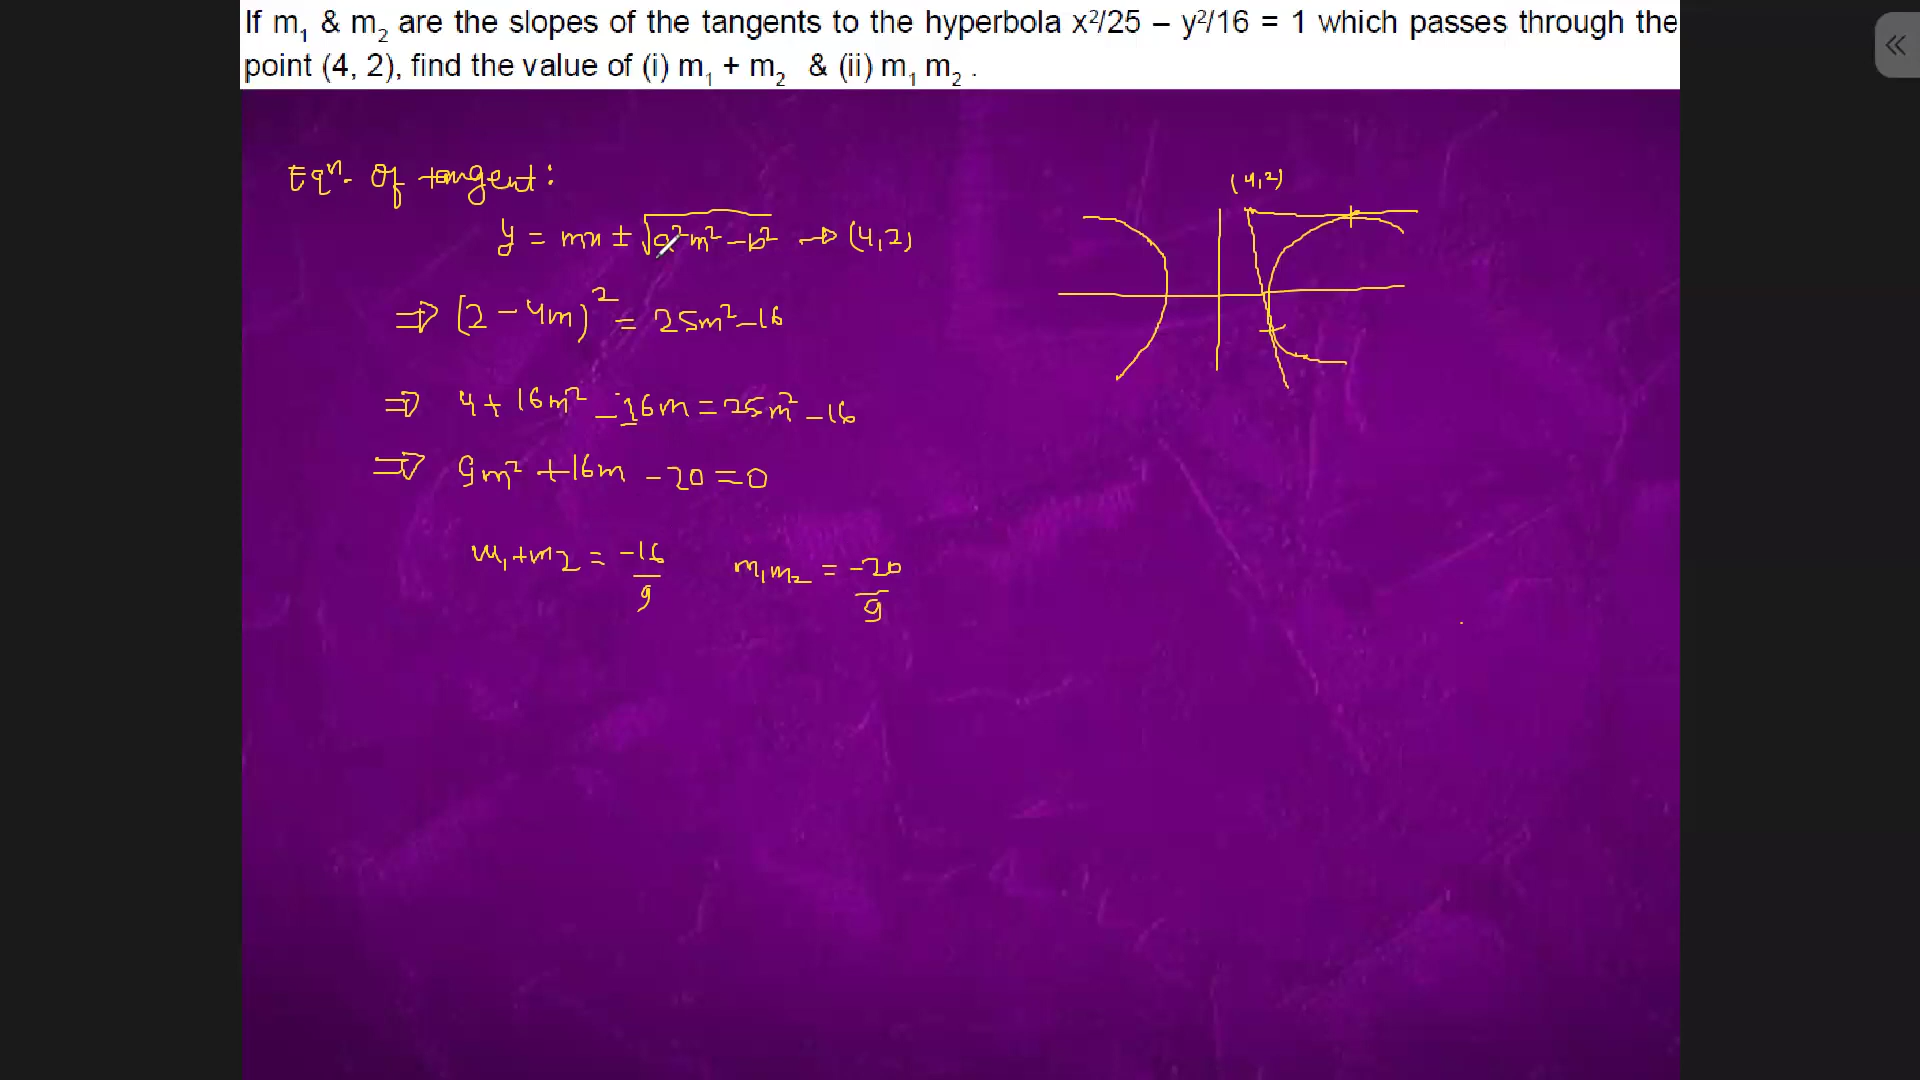 If m₁ & m₂ are the slopes of the tangents to the hyperbola x²/25 – y²/16 = 1 which passes through the
point (4, 2), find the value of (i) m₁ + m₂ & (ii) m₁ m₂ .
Eqⁿ. Of tangent:
y = mx ± √(a²m² – b²) → (4,2)
⇒ (2 – 4m)² = 25m² – 16
⇒ 4 + 16m² – 16m = 25m² – 16
⇒ 9m² + 16m – 20 = 0
m₁ + m₂ = –16/9 m₁m₂ = –20/9
(4,2)